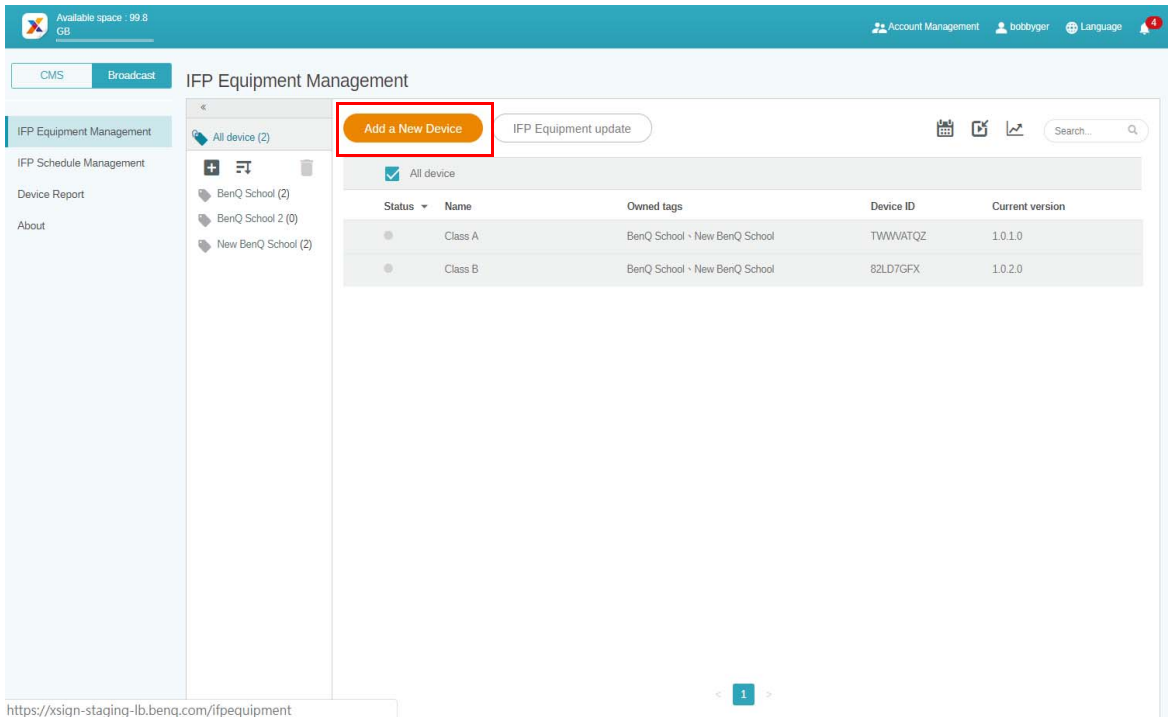 Available space : 99.8
GB
Account Management bobbyger Language 4
CMS Broadcast
IFP Equipment Management
«
IFP Equipment Management
IFP Schedule Management
Device Report
About
All device (2)
BenQ School (2)
BenQ School 2 (0)
New BenQ School (2)
Add a New Device IFP Equipment update Search...
All device
Status Name Owned tags Device ID Current version
Class A BenQ School、New BenQ School TWWVATQZ 1.0.1.0
Class B BenQ School、New BenQ School 82LD7GFX 1.0.2.0
< 1 >
https://xsign-staging-lb.benq.com/ifpequipment